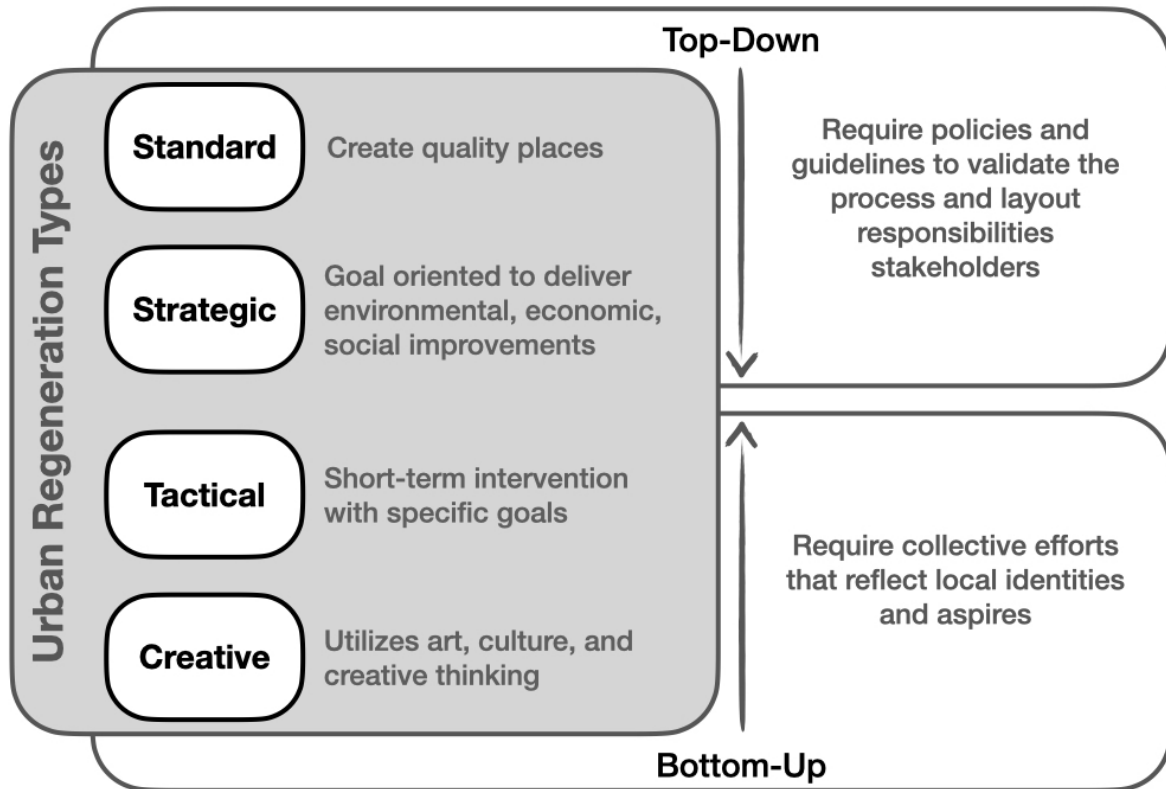 Urban Regeneration Types
Standard
Create quality places
Strategic
Goal oriented to deliver
environmental, economic,
social improvements
Tactical
Short-term intervention
with specific goals
Creative
Utilizes art, culture, and
creative thinking
Top-Down
Require policies and
guidelines to validate the
process and layout
responsibilities
stakeholders
Require collective efforts
that reflect local identities
and aspires
Bottom-Up